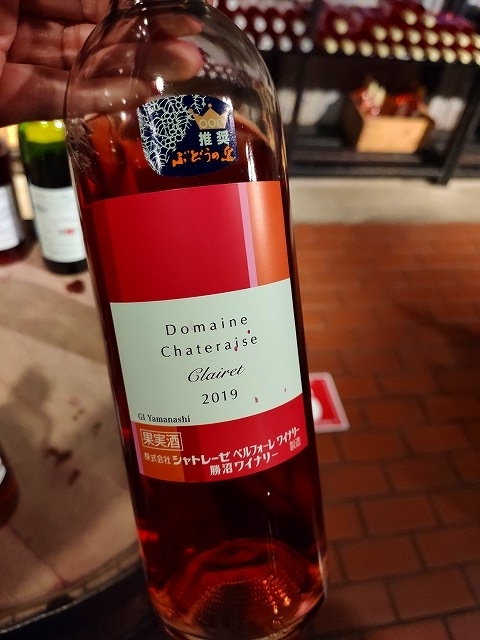 推奨
ぶどうの丘
Domaine
Chateraise
Clairet
2019
GI Yamanashi
果実酒
株式会社 シャトレーゼ ベルフォーレ ワイナリー
勝沼ワイナリー 製造